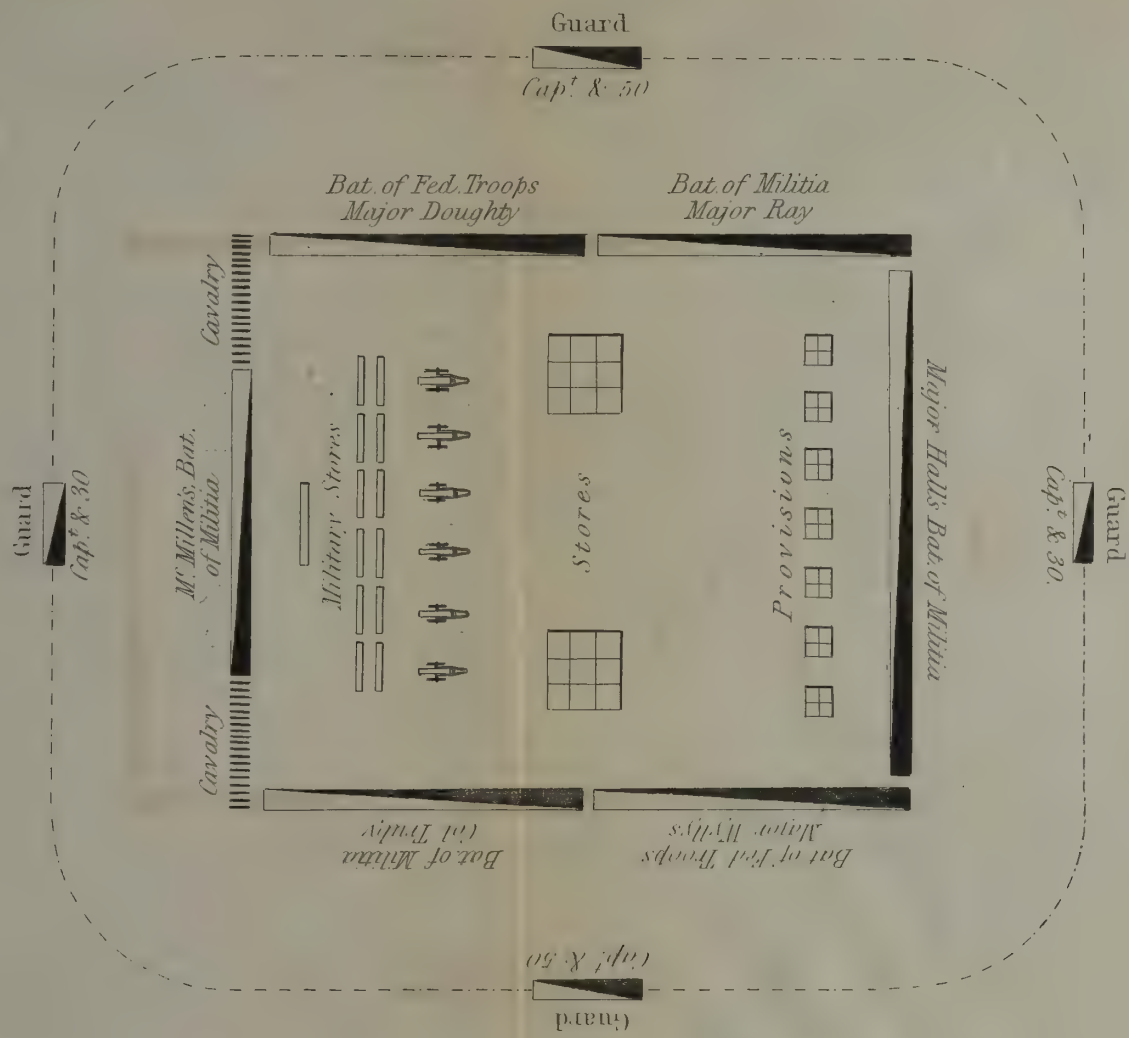 Guard
Capt. & 50
Bat. of Fed. Troops
Major Doughty
Bat. of Militia
Major Ray
Cavalry
Mc. Millen's Bat.
of Militia
Cavalry
Guard
Capt. & 30
Military Stores
Stores
Provisions
Major Hall's Bat. of Militia
Guard
Capt. & 30.
Bat. of Militia
Col Truby
Bat of Fed Troops
Major Wyllys
Capt. & 50
Guard